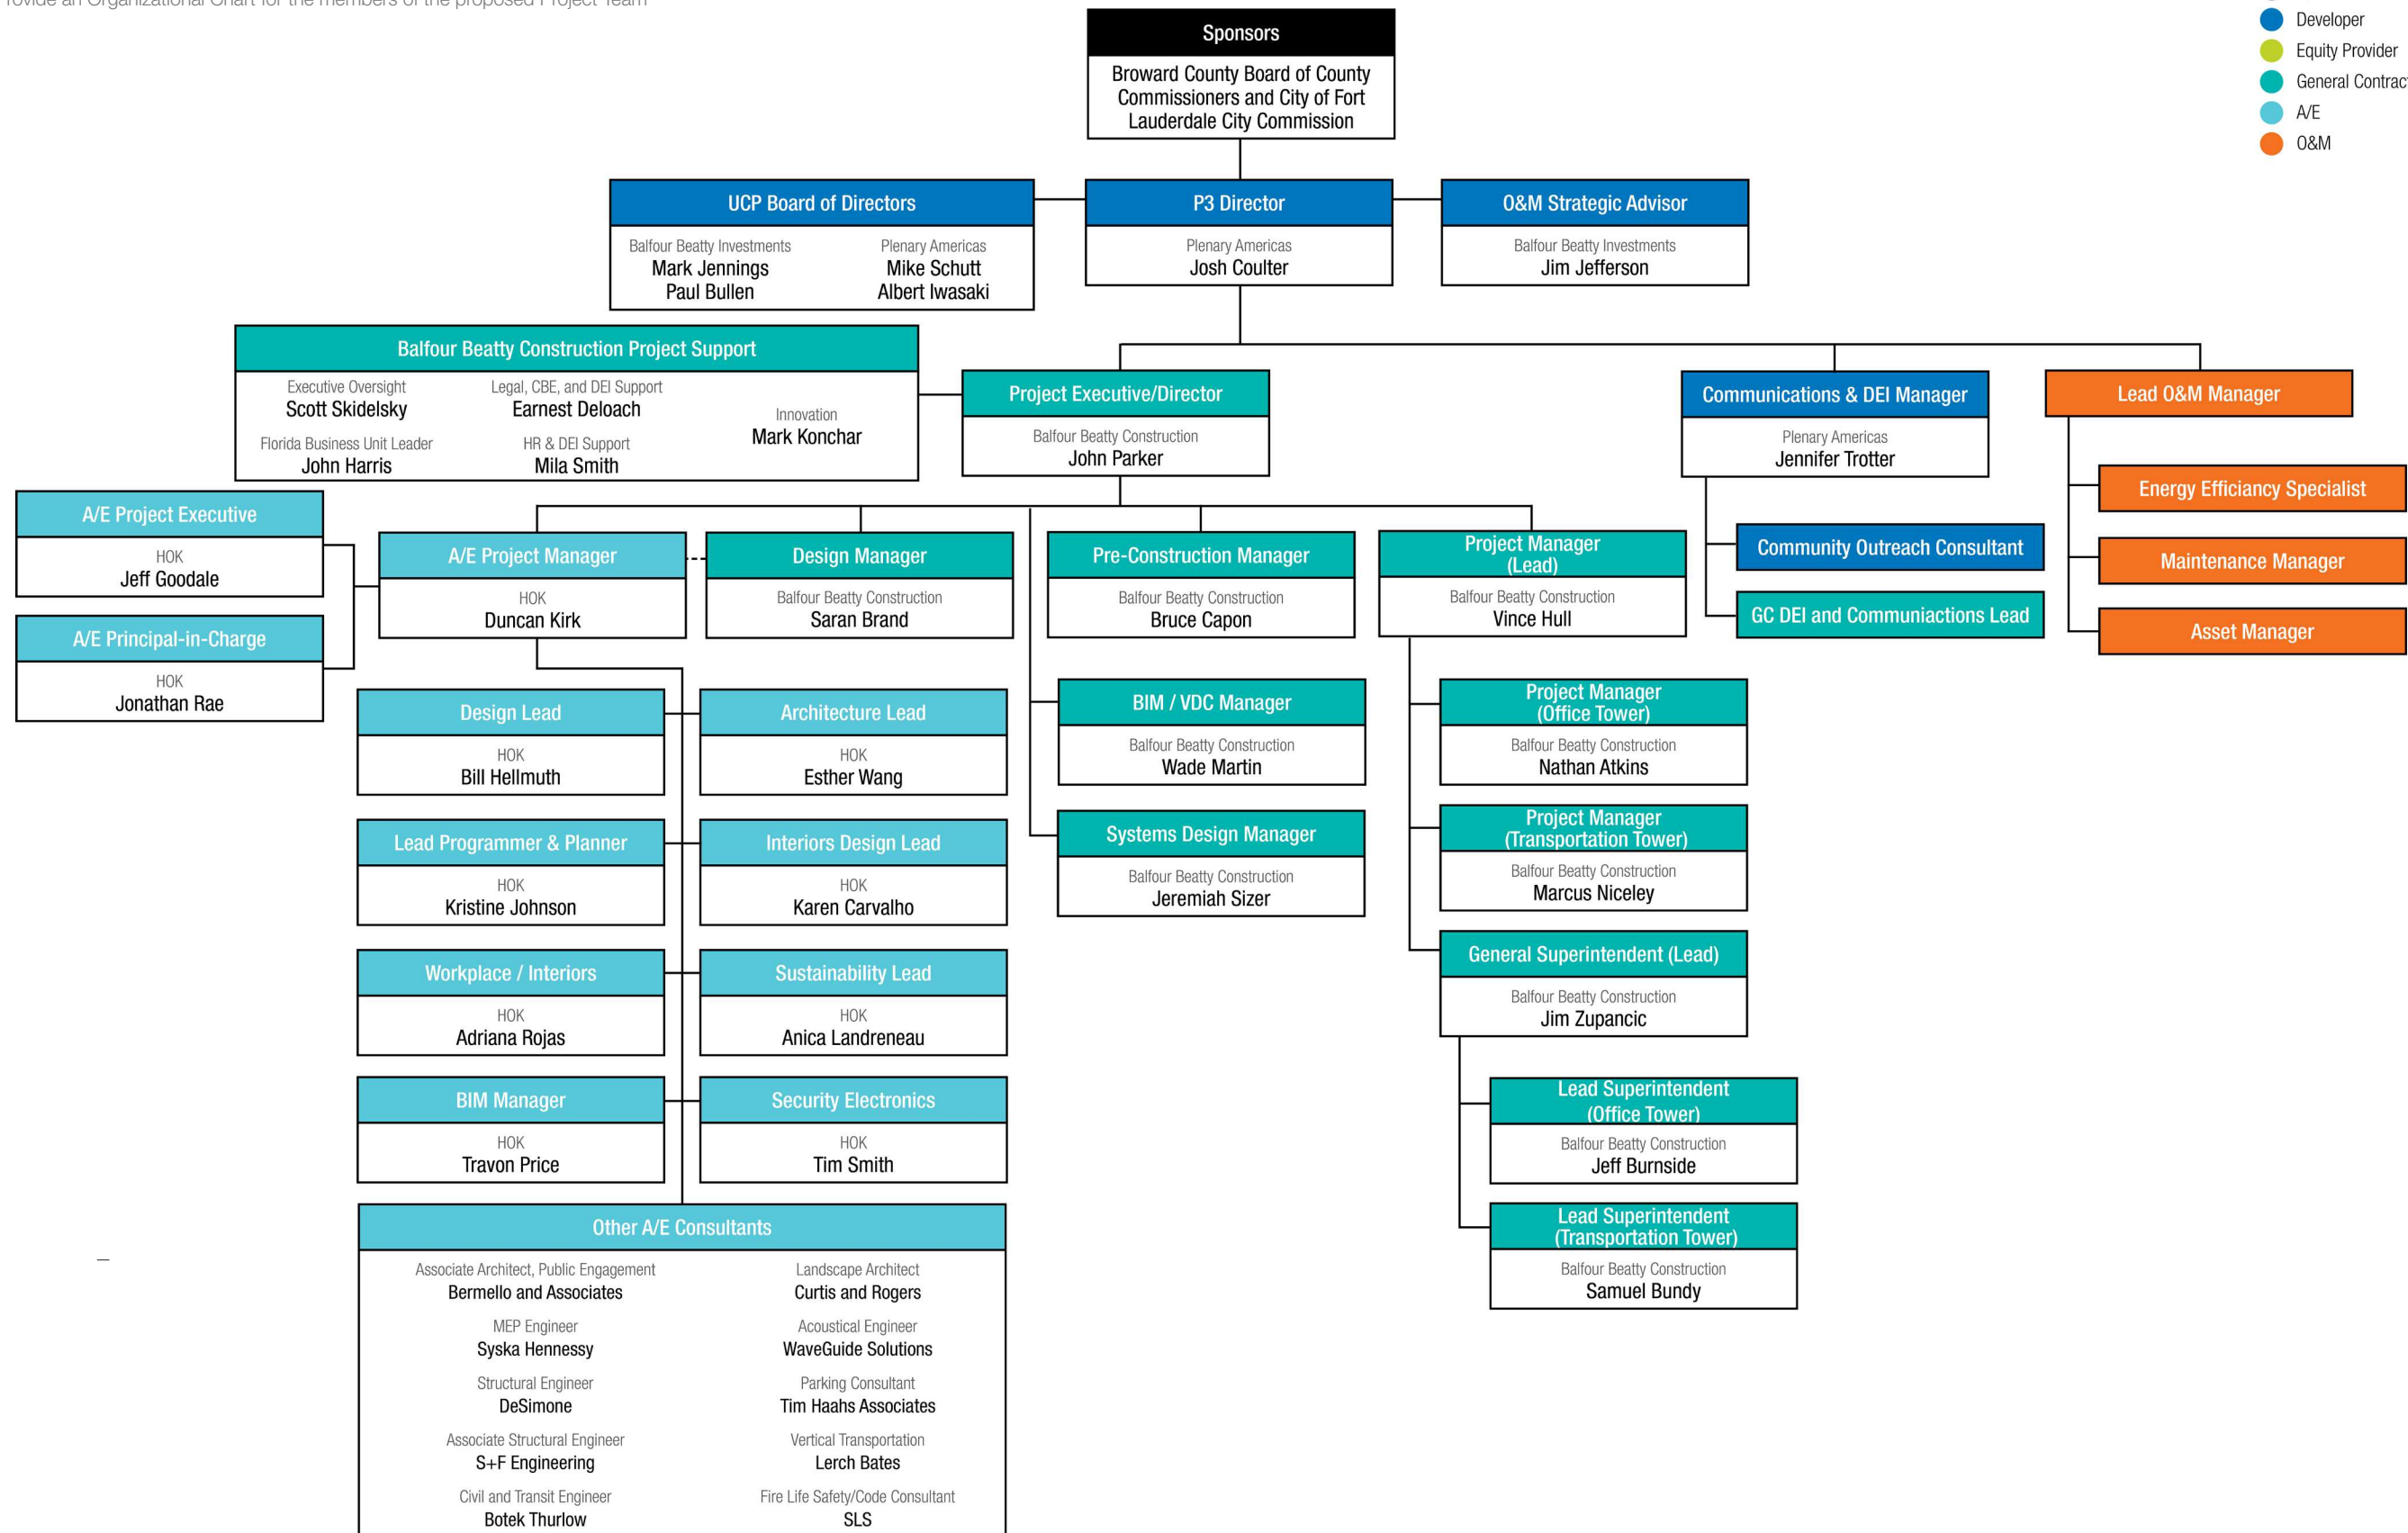 rovide an Organizational Chart for the members of the proposed Project Team
Developer
Equity Provider
General Contrac
A/E
O&M
Sponsors
Broward County Board of County
Commissioners and City of Fort
Lauderdale City Commission
UCP Board of Directors
Balfour Beatty Investments
Mark Jennings
Paul Bullen
Plenary Americas
Mike Schutt
Albert Iwasaki
P3 Director
Plenary Americas
Josh Coulter
O&M Strategic Advisor
Balfour Beatty Investments
Jim Jefferson
Balfour Beatty Construction Project Support
Executive Oversight
Scott Skidelsky
Florida Business Unit Leader
John Harris
Legal, CBE, and DEI Support
Earnest Deloach
HR & DEI Support
Mila Smith
Innovation
Mark Konchar
Project Executive/Director
Balfour Beatty Construction
John Parker
Communications & DEI Manager
Plenary Americas
Jennifer Trotter
Lead O&M Manager
Energy Efficiancy Specialist
Maintenance Manager
Asset Manager
Community Outreach Consultant
GC DEI and Communiactions Lead
A/E Project Executive
HOK
Jeff Goodale
A/E Principal-in-Charge
HOK
Jonathan Rae
A/E Project Manager
HOK
Duncan Kirk
Design Manager
Balfour Beatty Construction
Saran Brand
Pre-Construction Manager
Balfour Beatty Construction
Bruce Capon
Project Manager
(Lead)
Balfour Beatty Construction
Vince Hull
Design Lead
HOK
Bill Hellmuth
Architecture Lead
HOK
Esther Wang
Lead Programmer & Planner
HOK
Kristine Johnson
Interiors Design Lead
HOK
Karen Carvalho
Workplace / Interiors
HOK
Adriana Rojas
Sustainability Lead
HOK
Anica Landreneau
BIM Manager
HOK
Travon Price
Security Electronics
HOK
Tim Smith
BIM / VDC Manager
Balfour Beatty Construction
Wade Martin
Systems Design Manager
Balfour Beatty Construction
Jeremiah Sizer
Project Manager
(Office Tower)
Balfour Beatty Construction
Nathan Atkins
Project Manager
(Transportation Tower)
Balfour Beatty Construction
Marcus Niceley
General Superintendent (Lead)
Balfour Beatty Construction
Jim Zupancic
Lead Superintendent
(Office Tower)
Balfour Beatty Construction
Jeff Burnside
Lead Superintendent
(Transportation Tower)
Balfour Beatty Construction
Samuel Bundy
Other A/E Consultants
Associate Architect, Public Engagement
Bermello and Associates
MEP Engineer
Syska Hennessy
Structural Engineer
DeSimone
Associate Structural Engineer
S+F Engineering
Civil and Transit Engineer
Botek Thurlow
Landscape Architect
Curtis and Rogers
Acoustical Engineer
WaveGuide Solutions
Parking Consultant
Tim Haahs Associates
Vertical Transportation
Lerch Bates
Fire Life Safety/Code Consultant
SLS